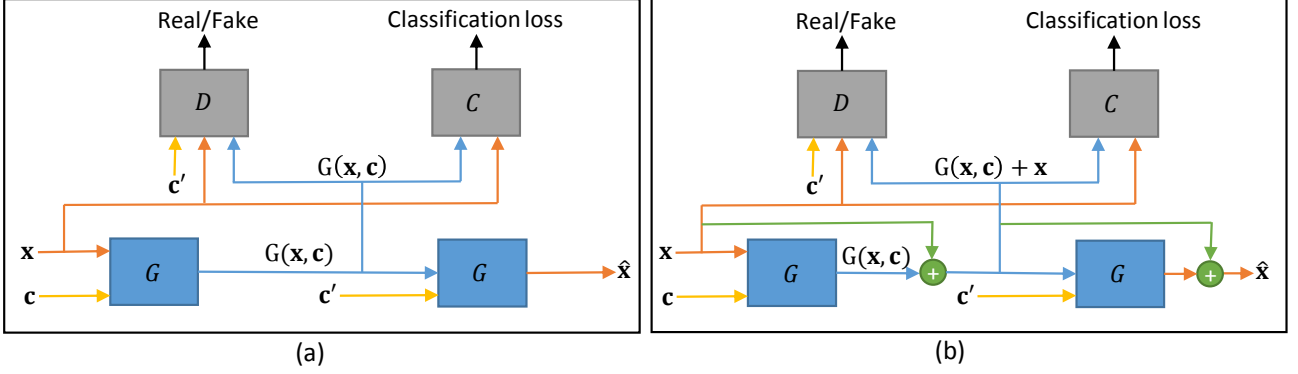 Real/Fake
Classification loss
D
C
G(x, c)
c′
x
G
G(x, c)
G
x̂
c
c′
(a)
Real/Fake
Classification loss
D
C
G(x, c) + x
c′
x
G
G(x, c)
+
G
+
x̂
c
c′
(b)